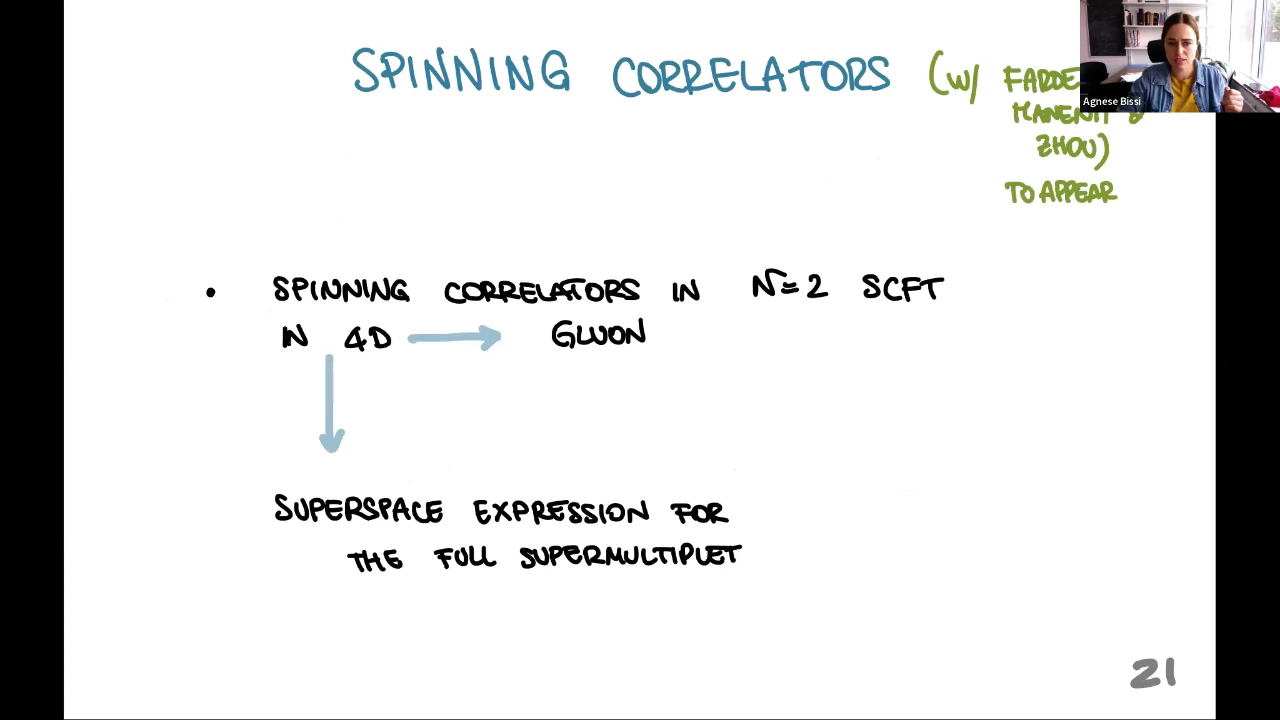 SPINNING CORRELATORS (W/
Agnese Bissi
ZHOU)
TO APPEAR
• SPINNING CORRELATORS IN N=2 SCFT
IN 4D → GLUON
SUPERSPACE EXPRESSION FOR
THE FULL SUPERMULTIPLET
21